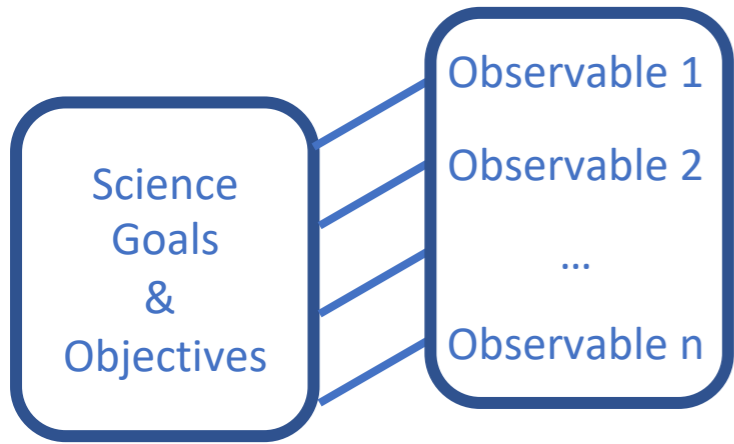 Science
Goals
&
Objectives
Observable 1
Observable 2
...
Observable n